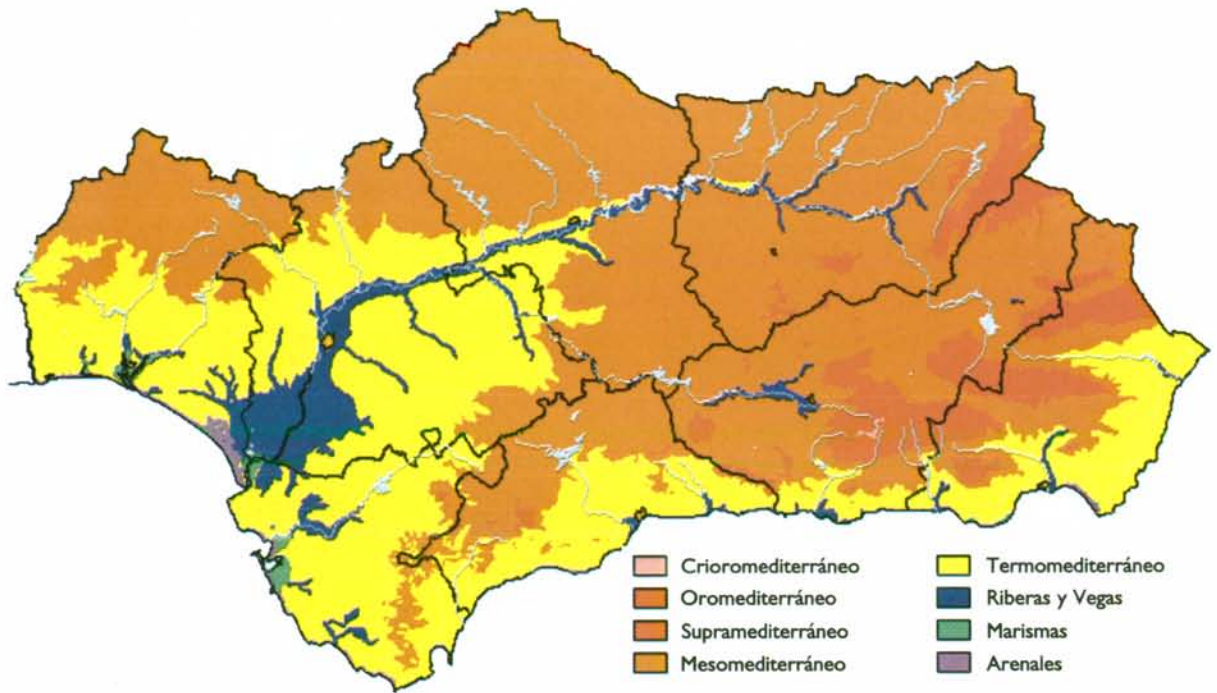 Crioromediterráneo
Oromediterráneo
Supramediterráneo
Mesomediterráneo
Termomediterráneo
Riberas y Vegas
Marismas
Arenales